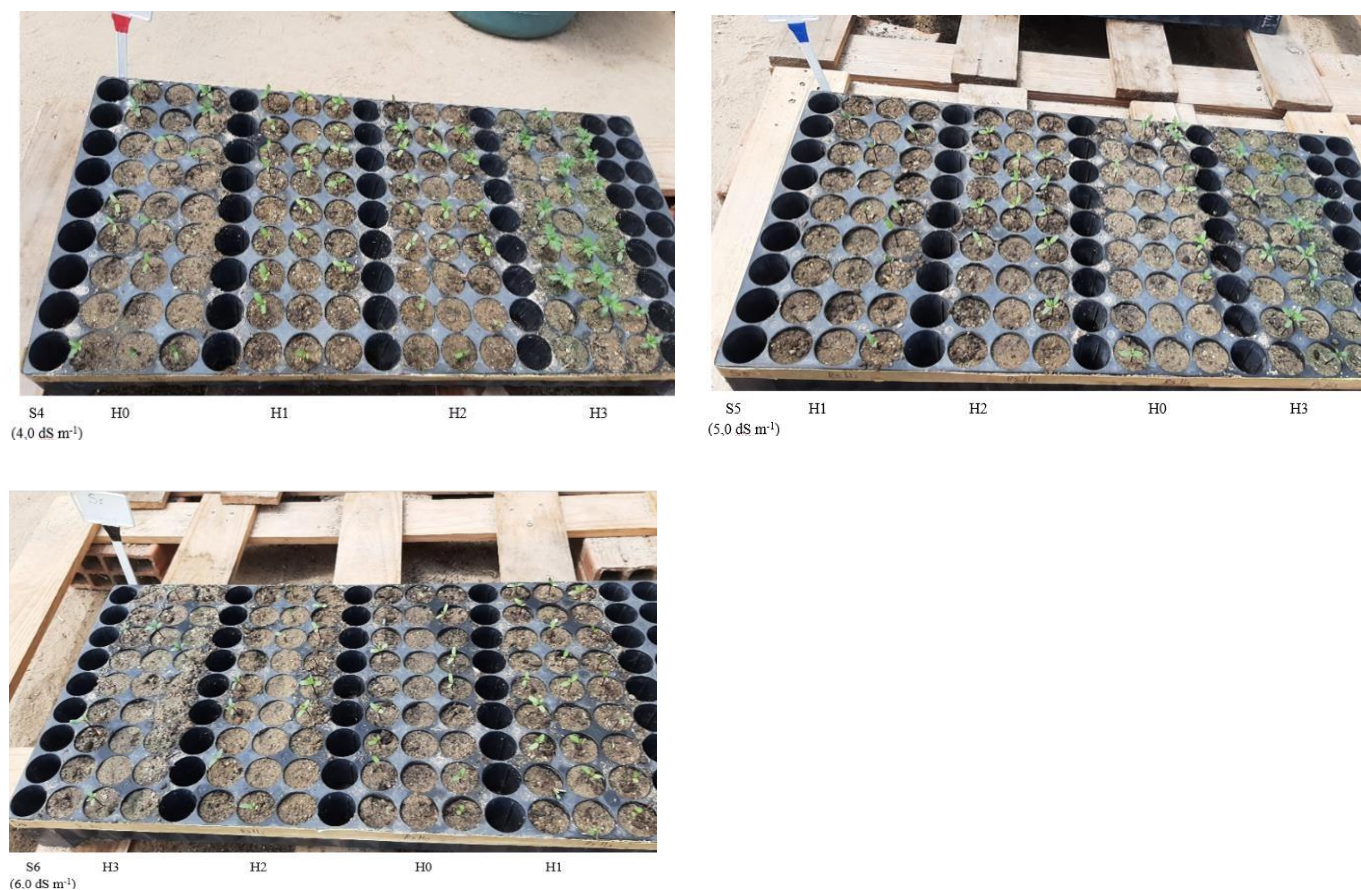 S4 H0 H1 H2 H3
(4,0 dS m⁻¹)
S5 H1 H2 H0 H3
(5,0 dS m⁻¹)
S6 H3 H2 H0 H1
(6,0 dS m⁻¹)